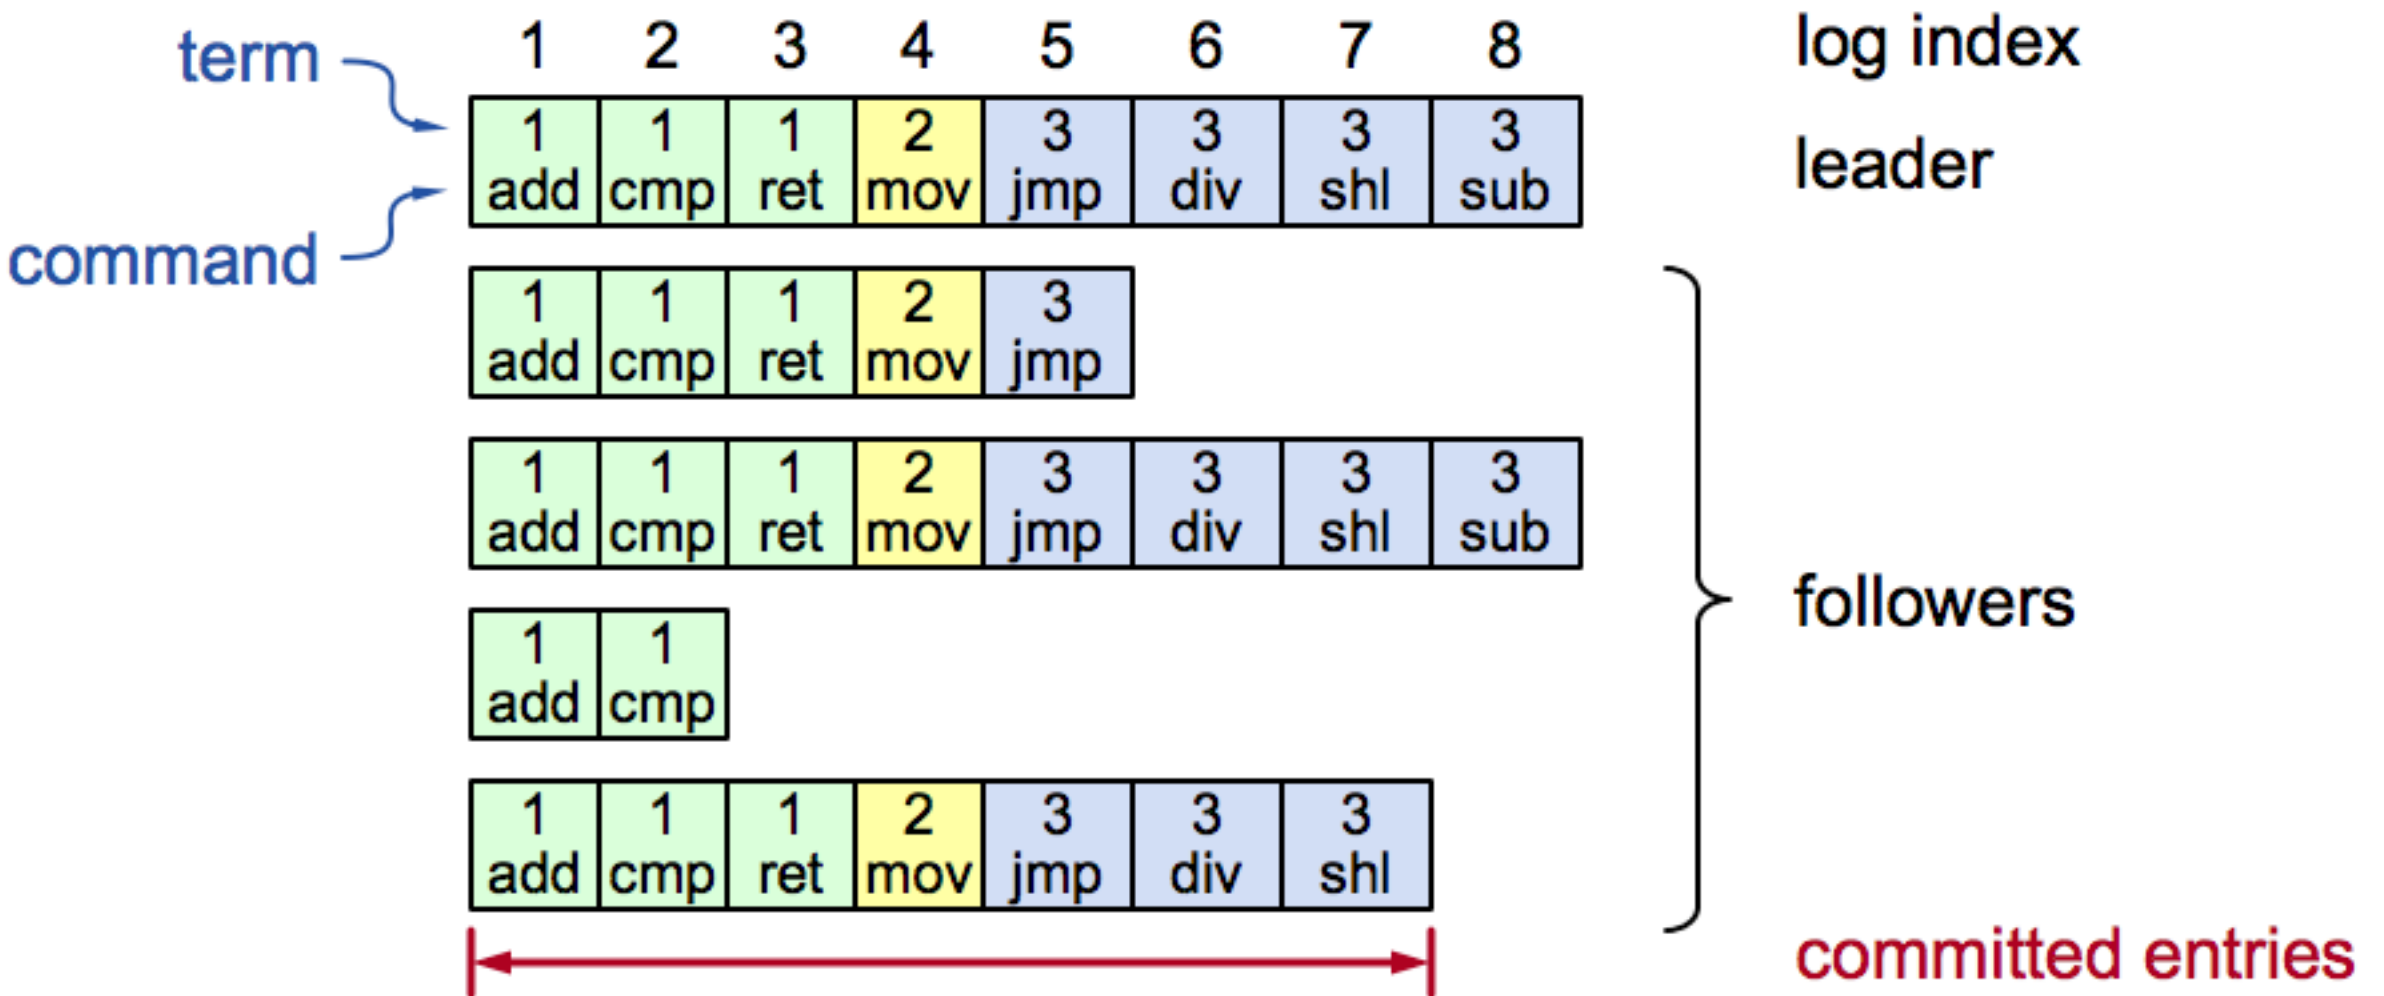 term
command
1 2 3 4 5 6 7 8 log index
1 1 1 2 3 3 3 3
add cmp ret mov jmp div shl sub
leader
1 1 1 2 3
add cmp ret mov jmp
1 1 1 2 3 3 3 3
add cmp ret mov jmp div shl sub
followers
1 1
add cmp
1 1 1 2 3 3 3
add cmp ret mov jmp div shl
committed entries